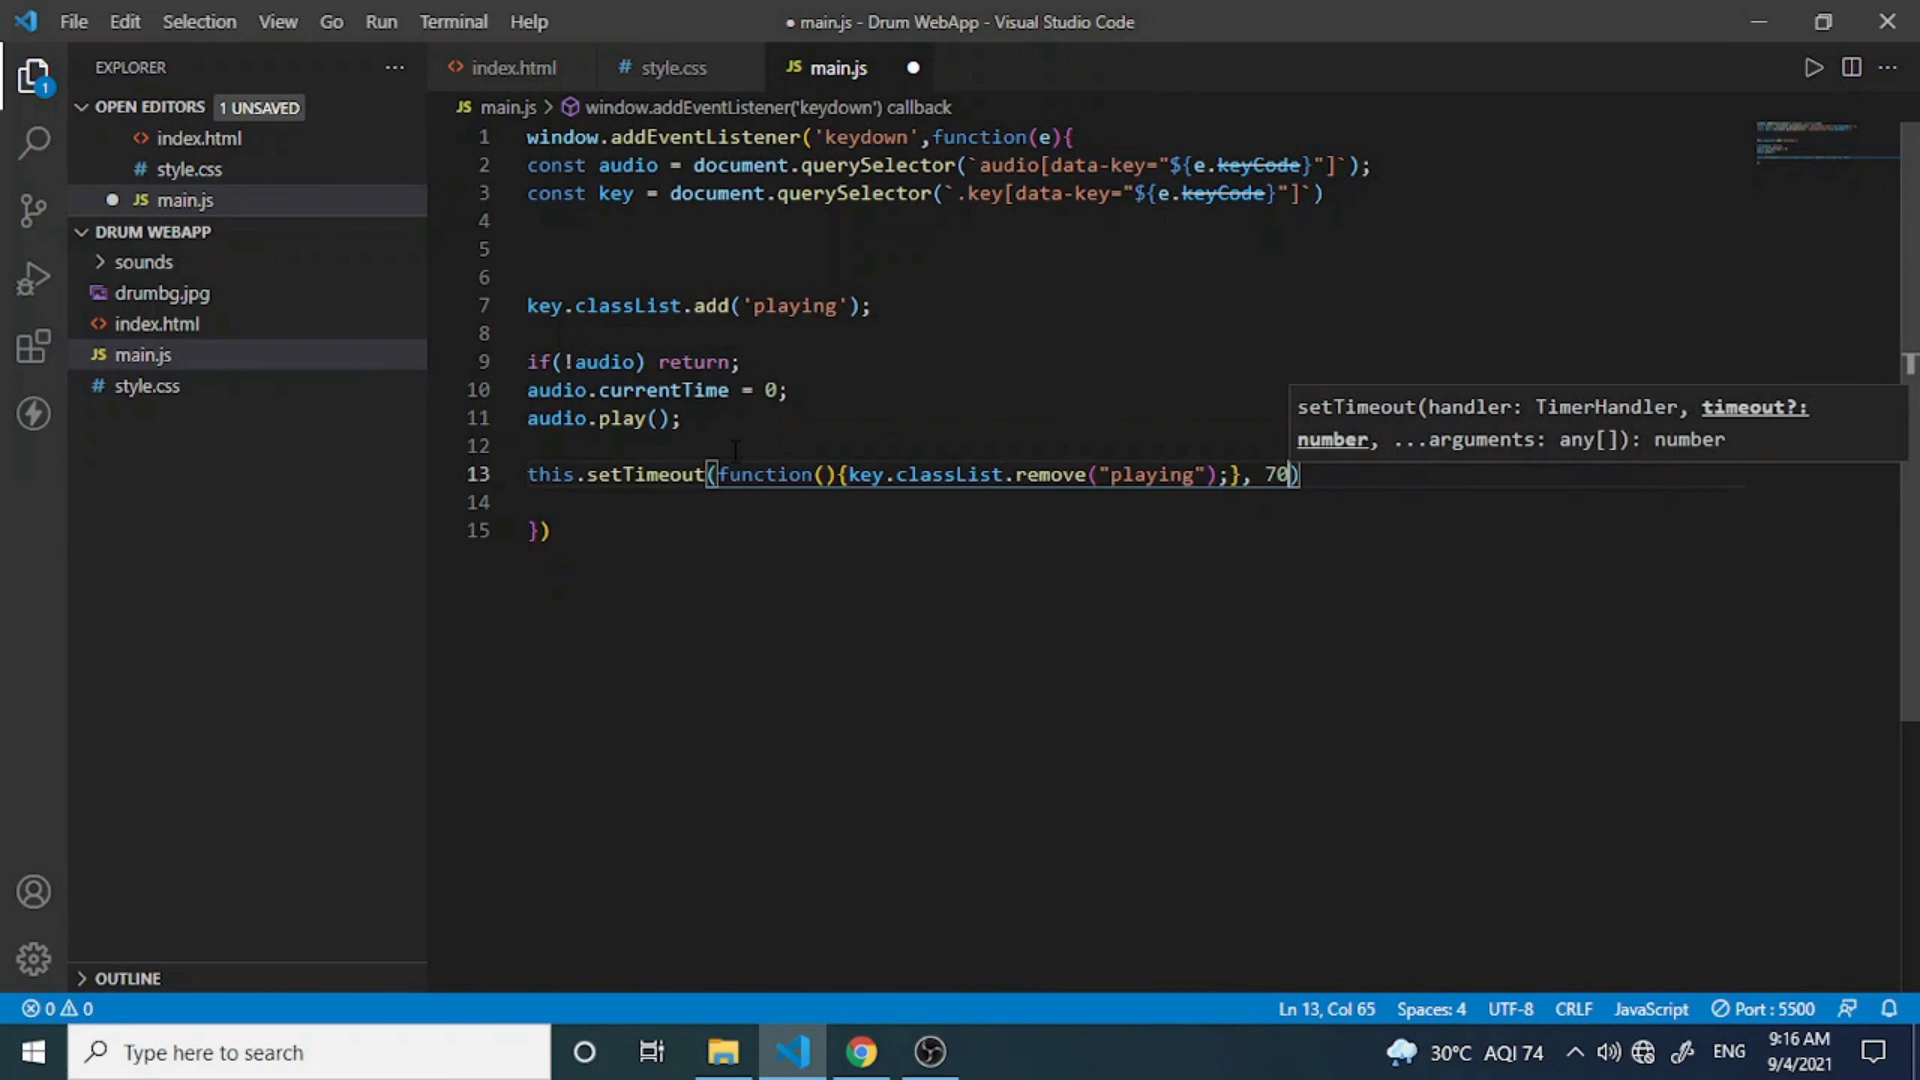 File Edit Selection View Go Run Terminal Help
● main.js - Drum WebApp - Visual Studio Code
EXPLORER
OPEN EDITORS 1 UNSAVED
index.html
style.css
main.js
DRUM WEBAPP
sounds
drumbg.jpg
index.html
main.js
style.css
OUTLINE
index.html style.css main.js
main.js > window.addEventListener('keydown') callback
1 window.addEventListener('keydown',function(e){
2 const audio = document.querySelector(`audio[data-key="${e.keyCode}"]`);
3 const key = document.querySelector(`.key[data-key="${e.keyCode}"]`)
4
5
6
7 key.classList.add('playing');
8
9 if(!audio) return;
10 audio.currentTime = 0;
11 audio.play();
12
13 this.setTimeout(function(){key.classList.remove("playing");}, 70)
14
15 })
setTimeout(handler: TimerHandler, timeout?:
number, ...arguments: any[]): number
0 0
Ln 13, Col 65 Spaces: 4 UTF-8 CRLF JavaScript Port : 5500
Type here to search
30°C AQI 74 ENG
9:16 AM
9/4/2021